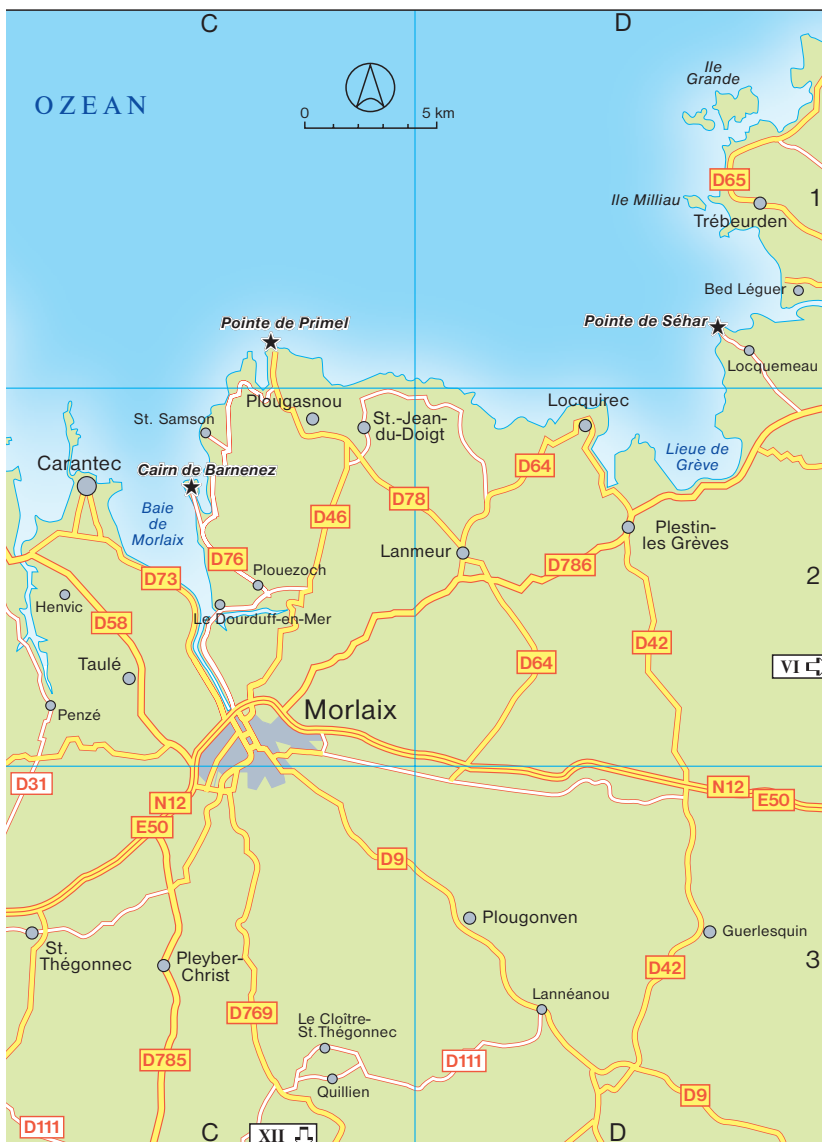 C
D
Ile
Grande
OZEAN
0 5 km
D65
1
Ile Milliau
Trébeurden
Bed Léguer
Pointe de Primel
Pointe de Séhar
Locquemeau
Plougasnou
Locquirec
St. Samson
St.-Jean-
du-Doigt
Lieue de
Grève
Carantec
Cairn de Barnenez
D64
Baie
de
Morlaix
D78
D46
Plestin-
les Grèves
Lanmeur
D76
D786
D73
Plouezoch
2
Henvic
Le Dourduff-en-Mer
D58
D42
Taulé
D64
VI
Penzé
Morlaix
D31
N12
N12
E50
E50
D9
Plougonven
St.
Thégonnec
Guerlesquin
Pleyber-
Christ
3
D42
Lannéanou
D769
Le Cloître-
St.Thégonnec
D785
D111
Quillien
D9
D111
C
XII
D